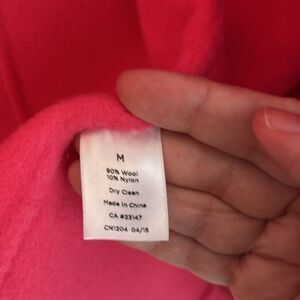 M
90% Wool
10% Nylon
Dry Clean
Made In China
CA #23147
CN1204 04/15